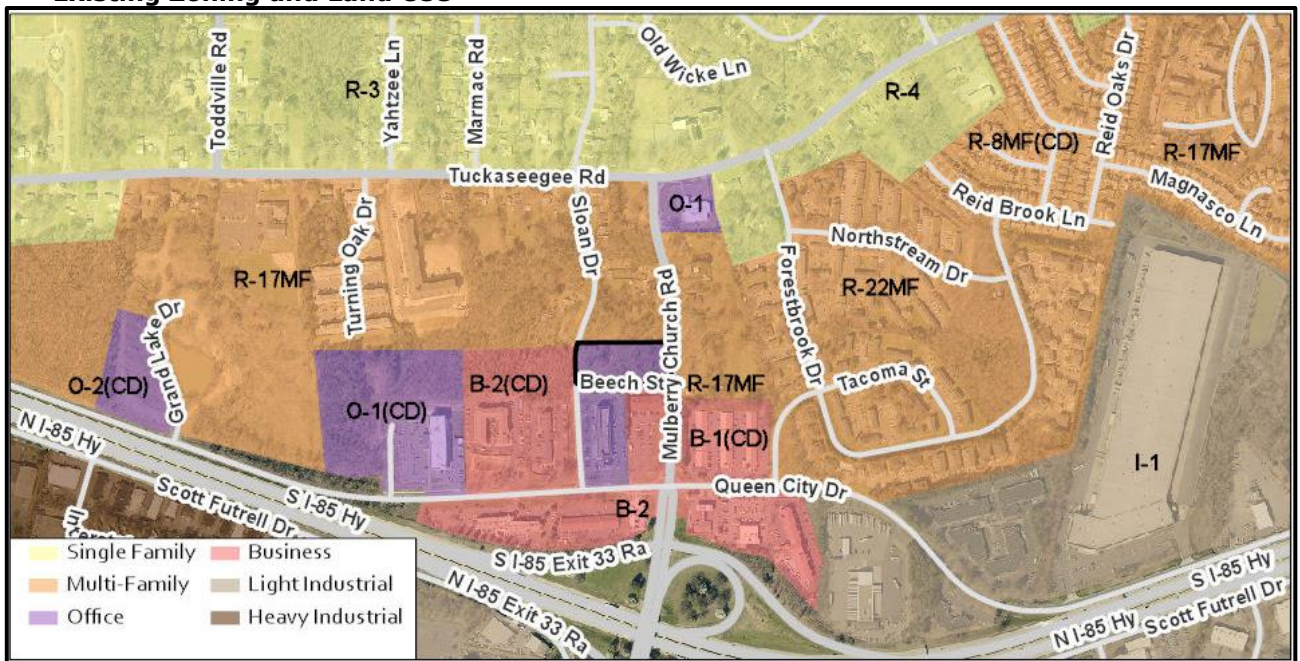 Existing Zoning and Land Use
Toddville Rd
Yahtzee Ln
Marmac Rd
Old Wicke Ln
Reid Oaks Dr
R-3
R-4
R-8MF(CD)
R-17MF
Tuckaseegee Rd
Magnasco Ln
O-1
Reid Brook Ln
Sloan Dr
Turning Oak Dr
Northstream Dr
R-17MF
R-22MF
Mulberry Church Rd
Forestbrook Dr
Grand Lake Dr
O-2(CD)
B-2(CD)
Beech St
R-17MF
Tacoma St
O-1(CD)
B-1(CD)
I-1
N I-85 Hy
S I-85 Hy
Queen City Dr
Scott Futrell Dr
B-2
S I-85 Exit 33 Ra
N I-85 Exit 33 Ra
S I-85 Hy
N I-85 Hy
Scott Futrell Dr
Single Family
Business
Multi-Family
Light Industrial
Office
Heavy Industrial